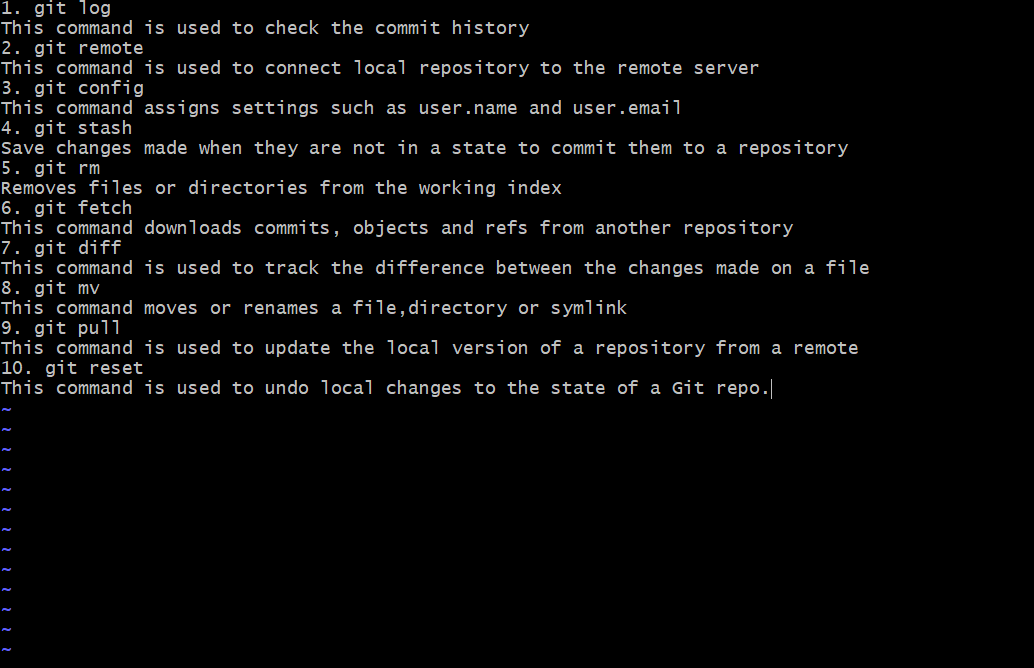 1. git log
This command is used to check the commit history
2. git remote
This command is used to connect local repository to the remote server
3. git config
This command assigns settings such as user.name and user.email
4. git stash
Save changes made when they are not in a state to commit them to a repository
5. git rm
Removes files or directories from the working index
6. git fetch
This command downloads commits, objects and refs from another repository
7. git diff
This command is used to track the difference between the changes made on a file
8. git mv
This command moves or renames a file,directory or symlink
9. git pull
This command is used to update the local version of a repository from a remote
10. git reset
This command is used to undo local changes to the state of a Git repo.
~
~
~
~
~
~
~
~
~
~
~
~
~